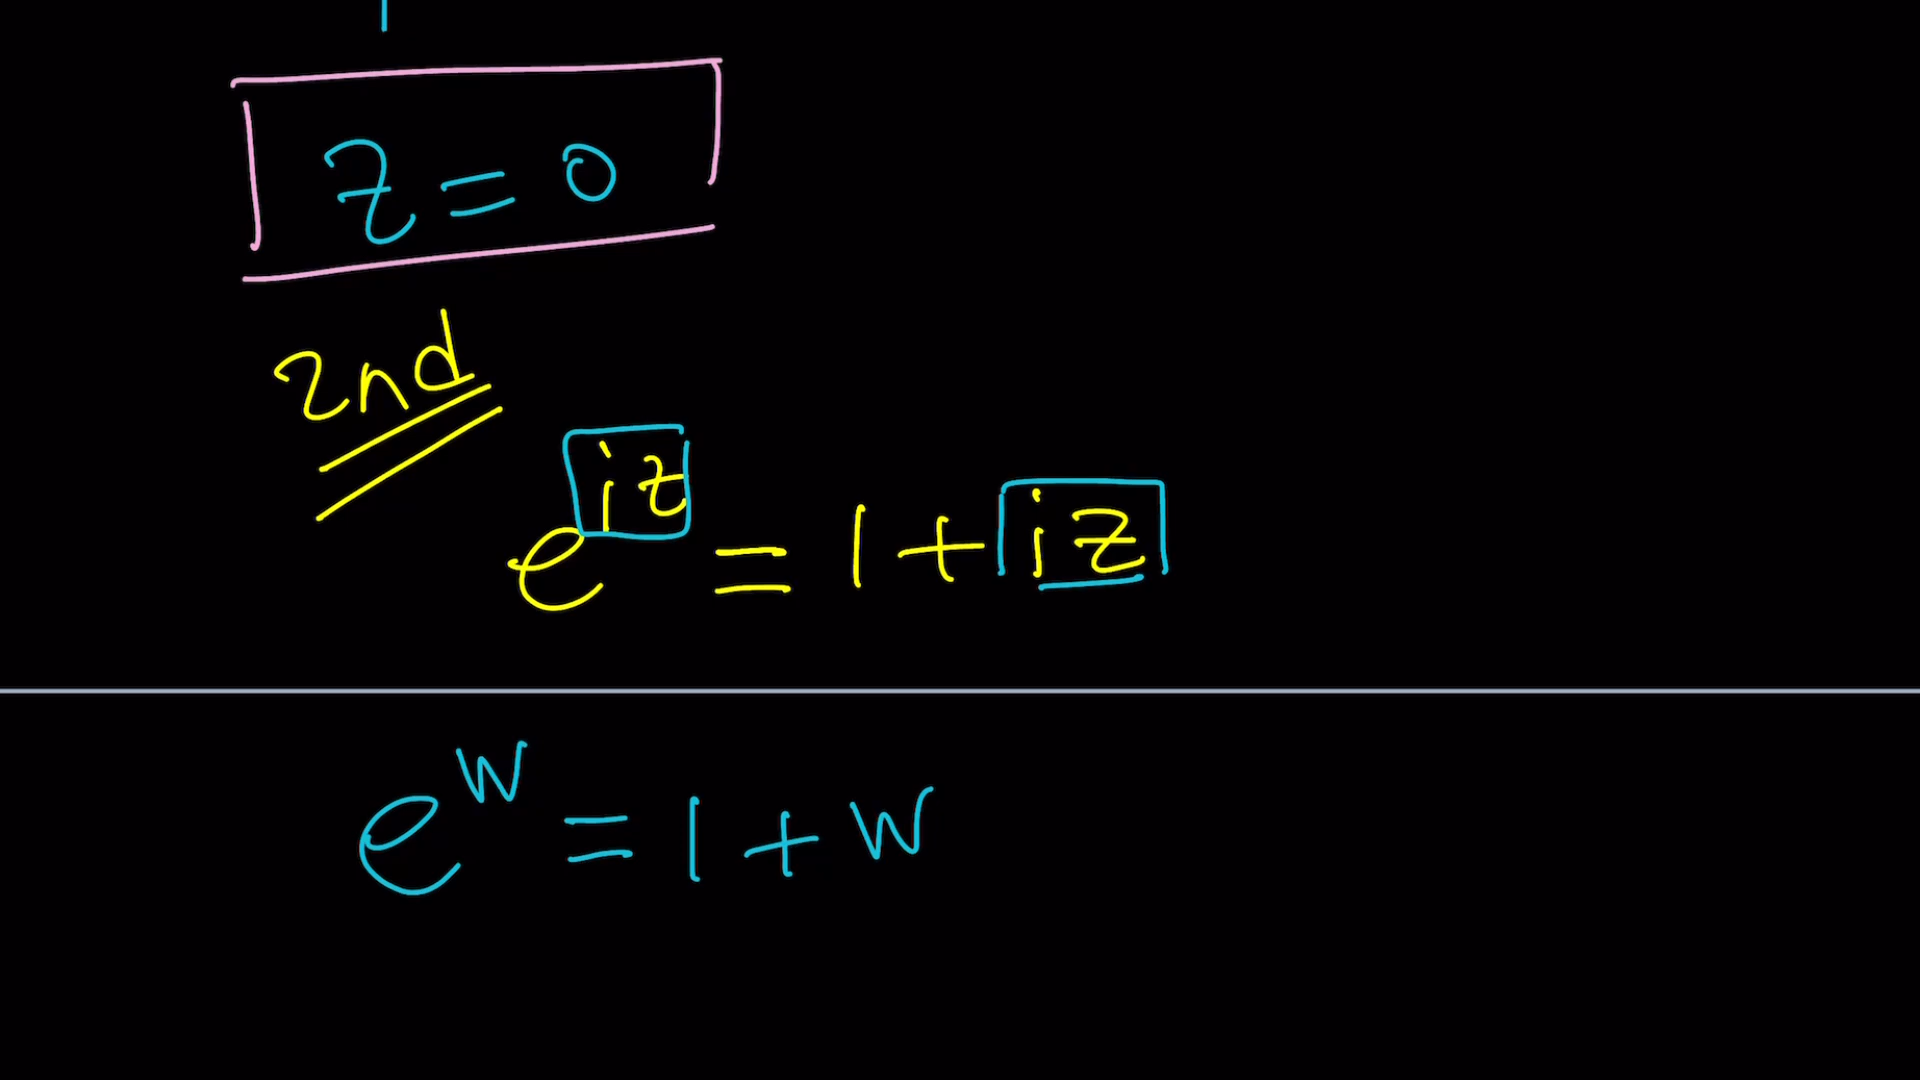 z = 0
2nd
e^{iz} = 1 + iz
e^w = 1 + w